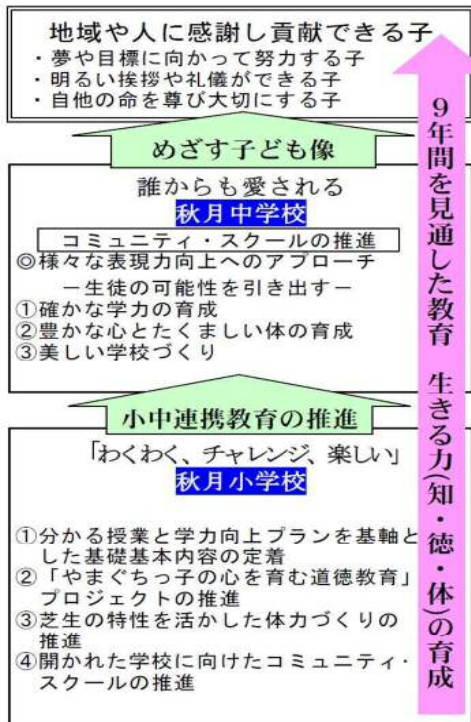 地域や人に感謝し貢献できる子
・夢や目標に向かって努力する子
・明るい挨拶や礼儀ができる子
・自他の命を尊び大切にする子
めざす子ども像
誰からも愛される
秋月中学校
コミュニティ・スクールの推進
◎様々な表現力向上へのアプローチ
－生徒の可能性を引き出す－
①確かな学力の育成
②豊かな心とたくましい体の育成
③美しい学校づくり
小中連携教育の推進
「わくわく、チャレンジ、楽しい」
秋月小学校
①分かる授業と学力向上プランを基軸と
した基礎基本内容の定着
②「やまぐちっ子の心を育む道徳教育」
プロジェクトの推進
③芝生の特性を活かした体力づくりの
推進
④開かれた学校に向けたコミュニティ・
スクールの推進
9年間を見通した教育　生きる力(知・徳・体)の育成